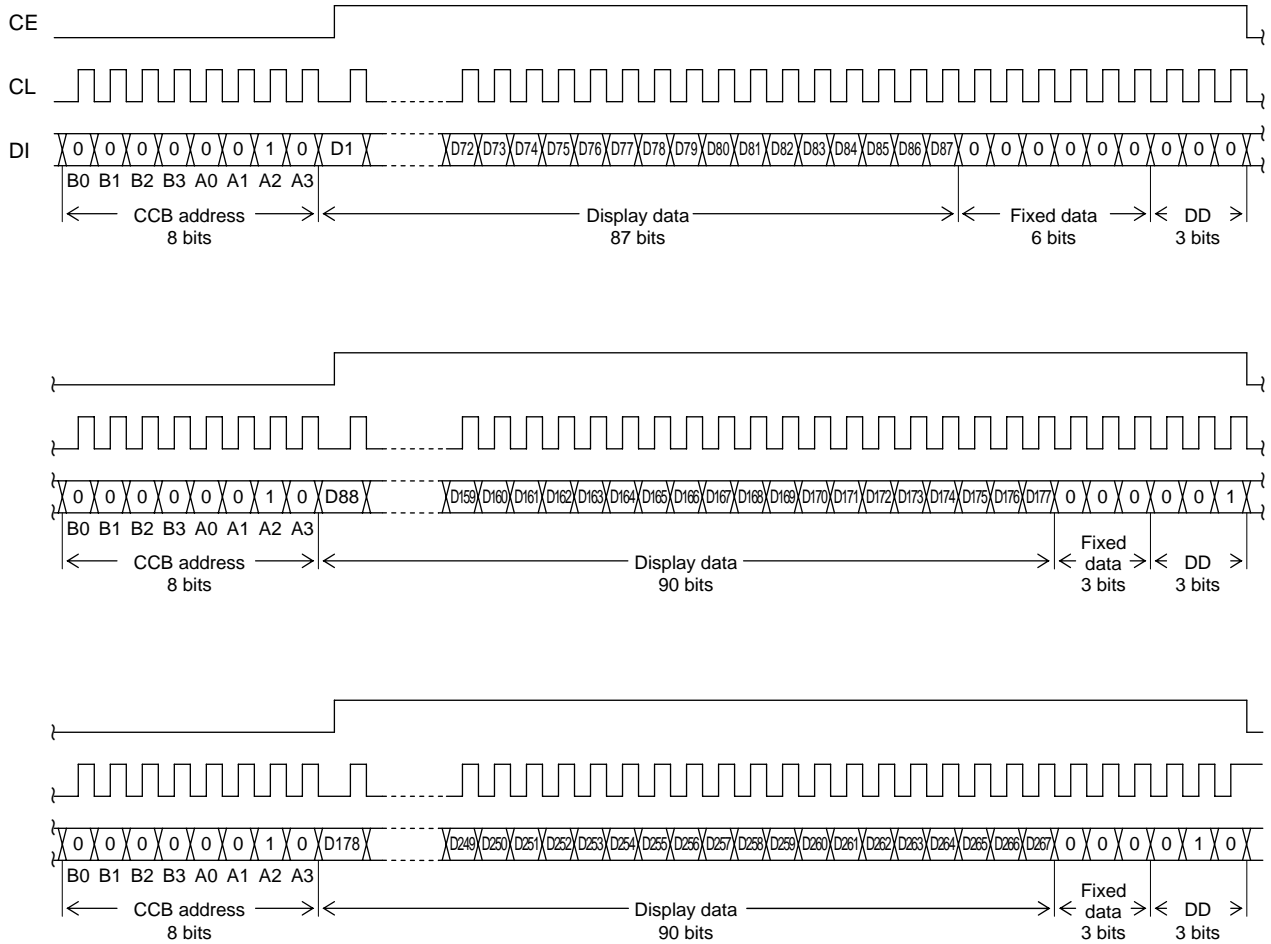 CE
CL
DI 0 0 0 0 0 0 1 0 D1 D72 D73 D74 D75 D76 D77 D78 D79 D80 D81 D82 D83 D84 D85 D86 D87 0 0 0 0 0 0 0 0 0
B0 B1 B2 B3 A0 A1 A2 A3
CCB address Display data Fixed data DD
8 bits 87 bits 6 bits 3 bits
0 0 0 0 0 0 1 0 D88 D159 D160 D161 D162 D163 D164 D165 D166 D167 D168 D169 D170 D171 D172 D173 D174 D175 D176 D177 0 0 0 0 0 1
B0 B1 B2 B3 A0 A1 A2 A3
Fixed
CCB address Display data data DD
8 bits 90 bits 3 bits 3 bits
0 0 0 0 0 0 1 0 D178 D249 D250 D251 D252 D253 D254 D255 D256 D257 D258 D259 D260 D261 D262 D263 D264 D265 D266 D267 0 0 0 0 1 0
B0 B1 B2 B3 A0 A1 A2 A3
Fixed
CCB address Display data data DD
8 bits 90 bits 3 bits 3 bits